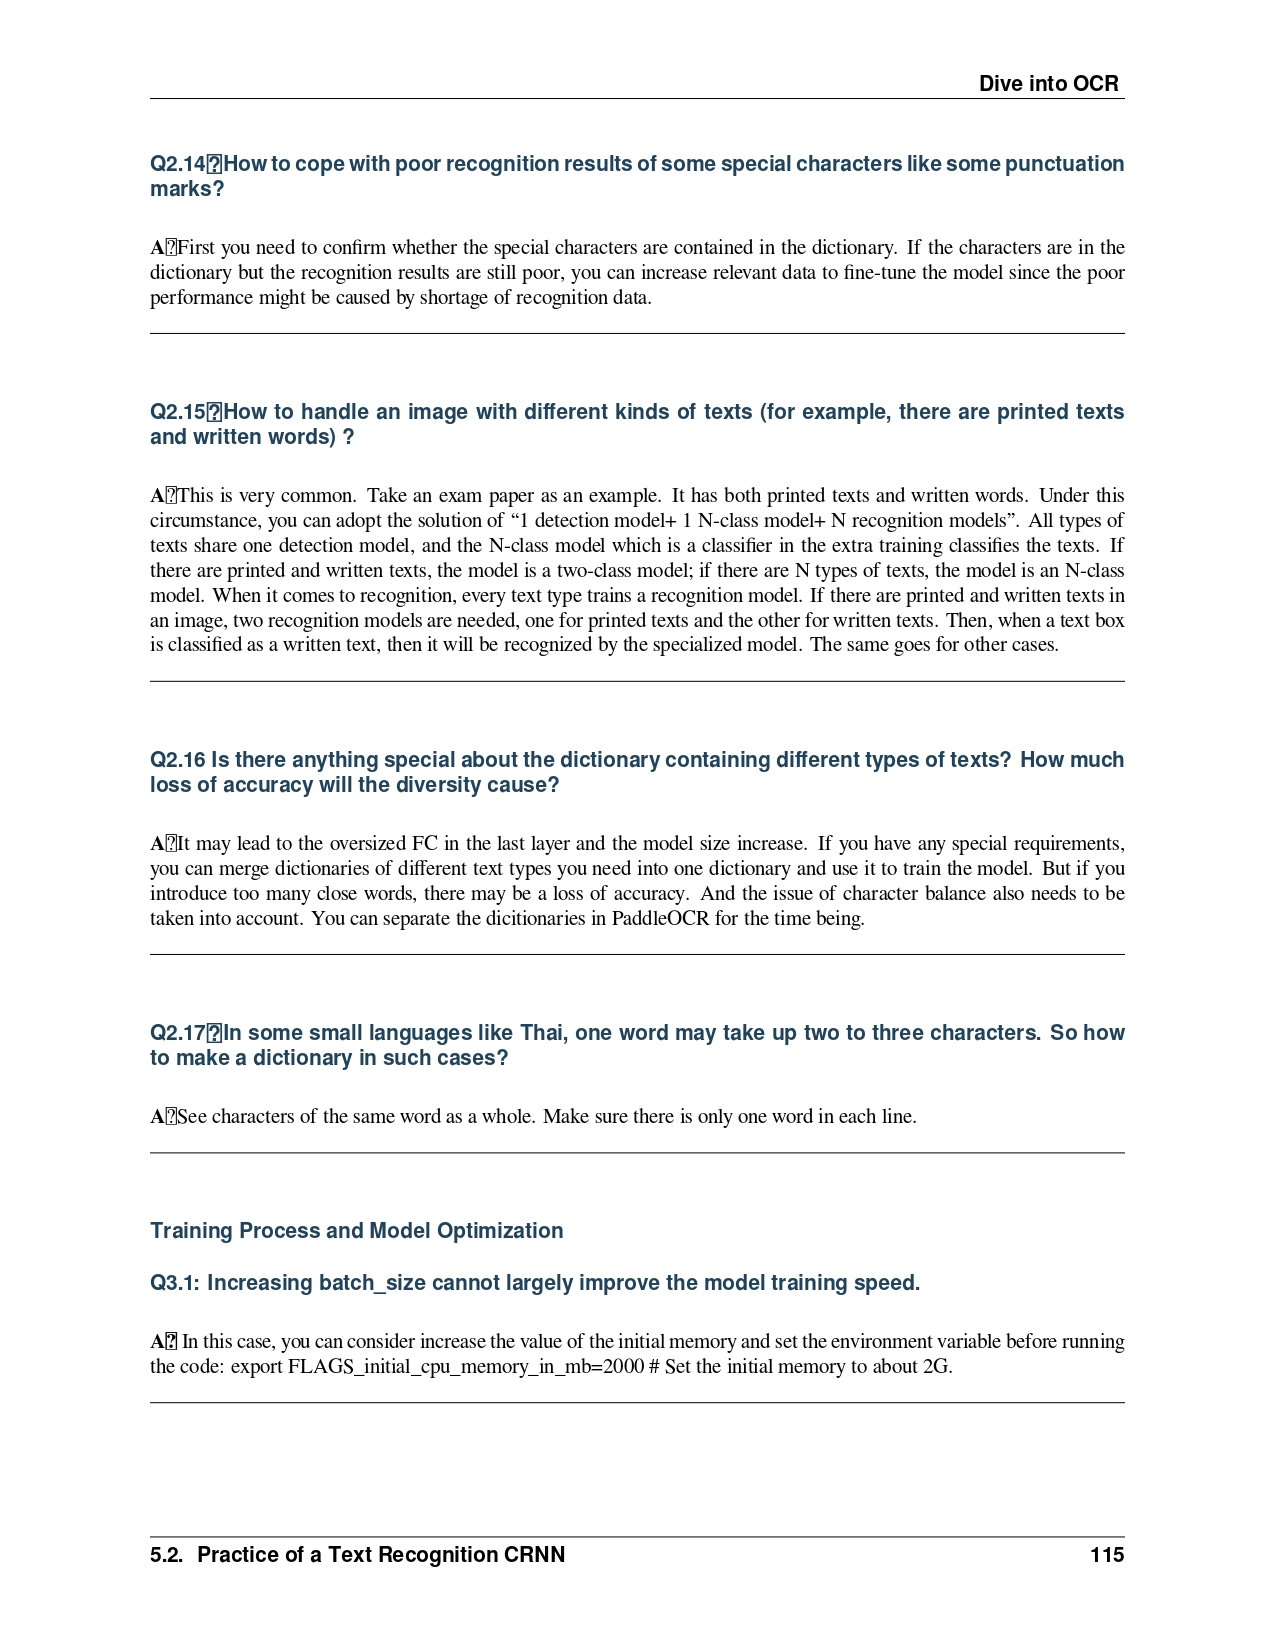 Dive into OCR
Q2.14⍰How to cope with poor recognition results of some special characters like some punctuation
marks?
A⍰First you need to confirm whether the special characters are contained in the dictionary. If the characters are in the
dictionary but the recognition results are still poor, you can increase relevant data to fine-tune the model since the poor
performance might be caused by shortage of recognition data.
Q2.15⍰How to handle an image with different kinds of texts (for example, there are printed texts
and written words) ?
A⍰This is very common. Take an exam paper as an example. It has both printed texts and written words. Under this
circumstance, you can adopt the solution of “1 detection model+ 1 N-class model+ N recognition models”. All types of
texts share one detection model, and the N-class model which is a classifier in the extra training classifies the texts. If
there are printed and written texts, the model is a two-class model; if there are N types of texts, the model is an N-class
model. When it comes to recognition, every text type trains a recognition model. If there are printed and written texts in
an image, two recognition models are needed, one for printed texts and the other for written texts. Then, when a text box
is classified as a written text, then it will be recognized by the specialized model. The same goes for other cases.
Q2.16 Is there anything special about the dictionary containing different types of texts? How much
loss of accuracy will the diversity cause?
A⍰It may lead to the oversized FC in the last layer and the model size increase. If you have any special requirements,
you can merge dictionaries of different text types you need into one dictionary and use it to train the model. But if you
introduce too many close words, there may be a loss of accuracy. And the issue of character balance also needs to be
taken into account. You can separate the dicitionaries in PaddleOCR for the time being.
Q2.17⍰In some small languages like Thai, one word may take up two to three characters. So how
to make a dictionary in such cases?
A⍰See characters of the same word as a whole. Make sure there is only one word in each line.
Training Process and Model Optimization
Q3.1: Increasing batch_size cannot largely improve the model training speed.
A⍰ In this case, you can consider increase the value of the initial memory and set the environment variable before running
the code: export FLAGS_initial_cpu_memory_in_mb=2000 # Set the initial memory to about 2G.
5.2. Practice of a Text Recognition CRNN
115